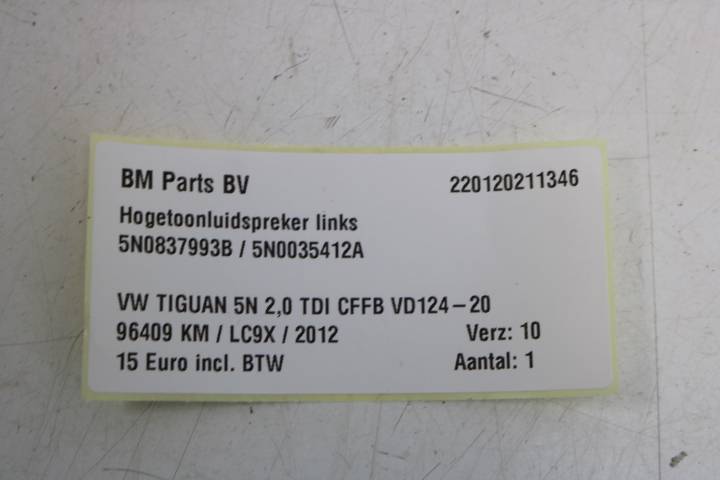 BM Parts BV 220120211346
Hogetoonluidspreker links
5N0837993B / 5N0035412A
VW TIGUAN 5N 2,0 TDI CFFB VD124-20
96409 KM / LC9X / 2012 Verz: 10
15 Euro incl. BTW Aantal: 1